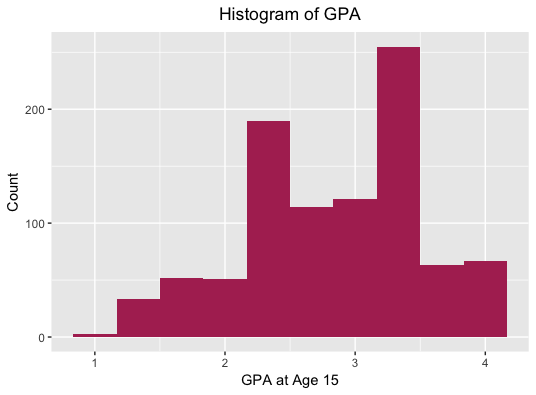 Histogram of GPA
200
100
0
Count
1 2 3 4
GPA at Age 15